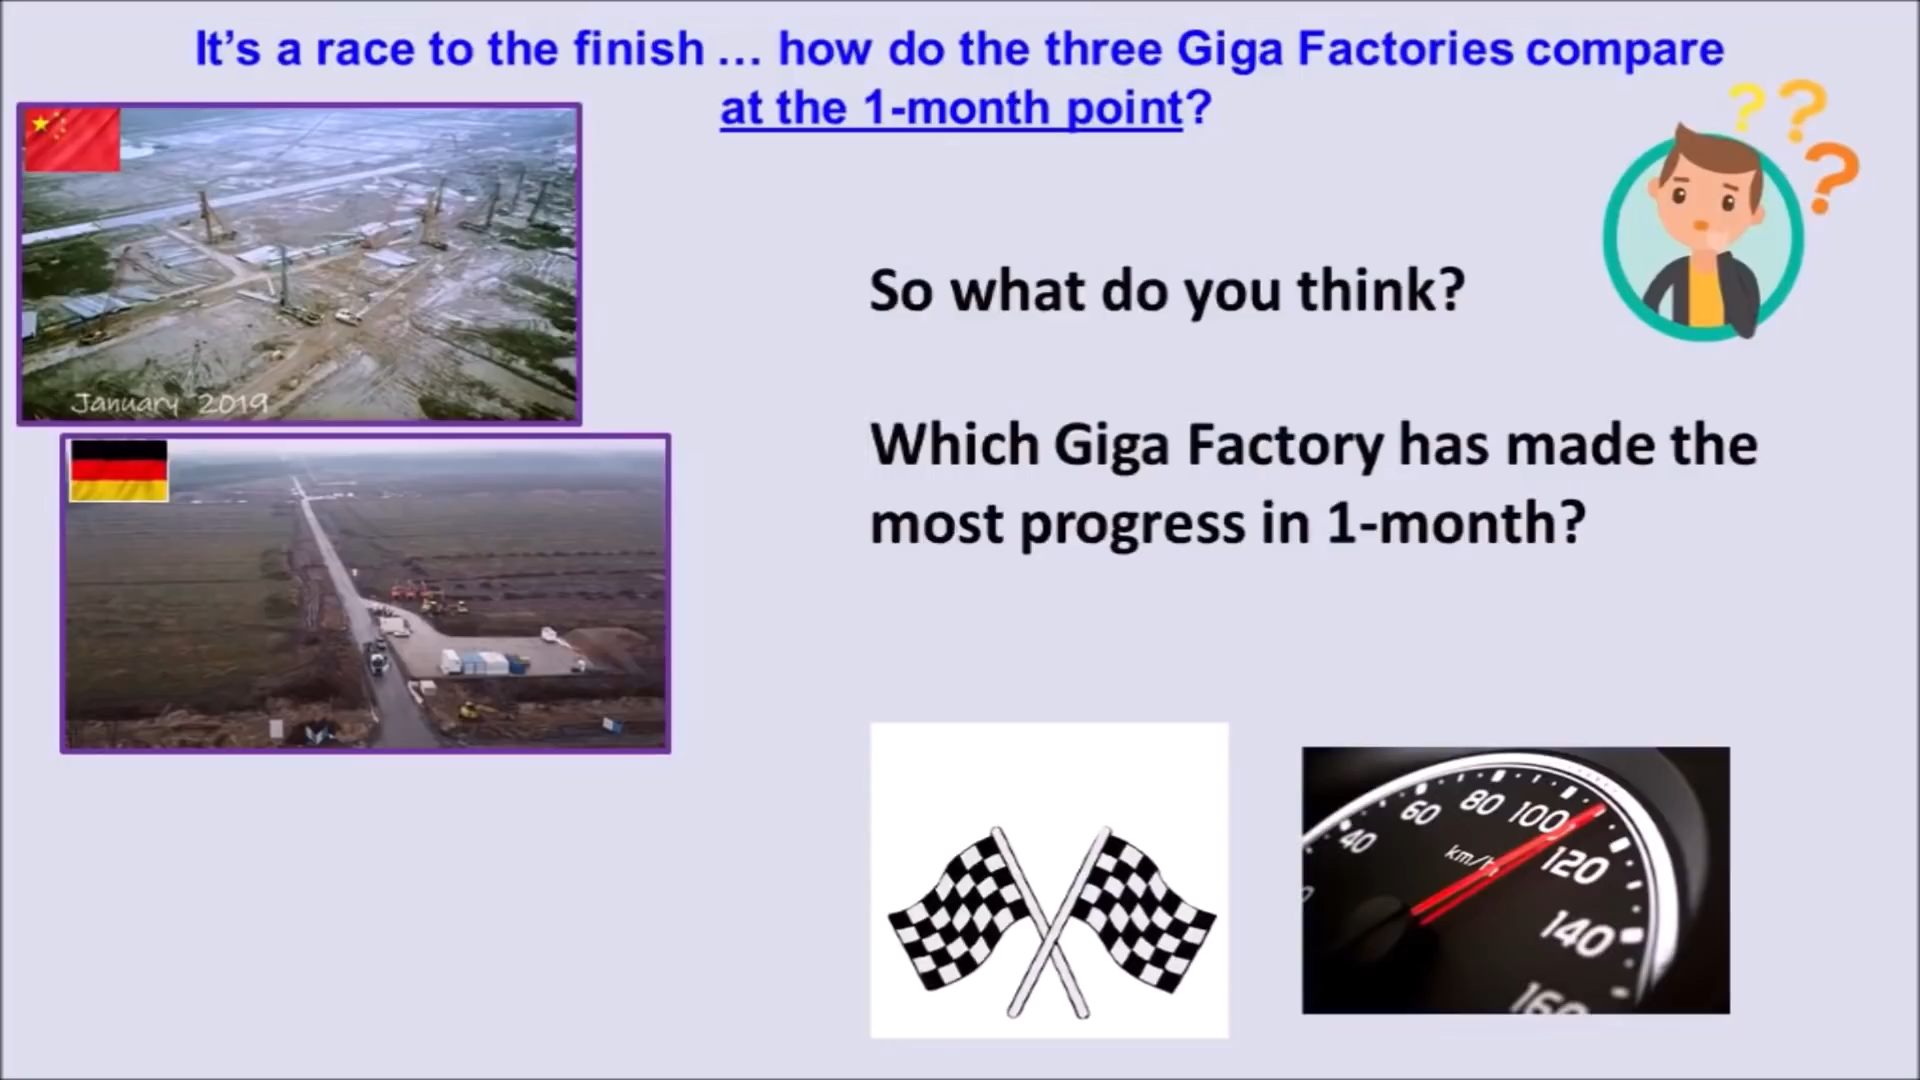 It’s a race to the finish … how do the three Giga Factories compare
at the 1-month point?
? ? ?
January 2019
So what do you think?
Which Giga Factory has made the
most progress in 1-month?
40 60 80 100 120 140 160
km/h